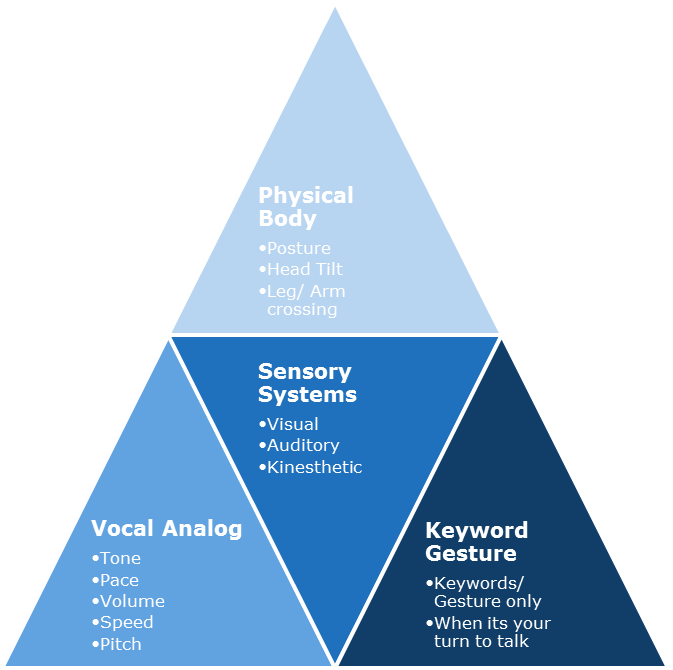 Physical
Body
•Posture
•Head Tilt
•Leg/ Arm
crossing
Sensory
Systems
•Visual
•Auditory
•Kinesthetic
Vocal Analog
•Tone
•Pace
•Volume
•Speed
•Pitch
Keyword
Gesture
•Keywords/
Gesture only
•When its your
turn to talk